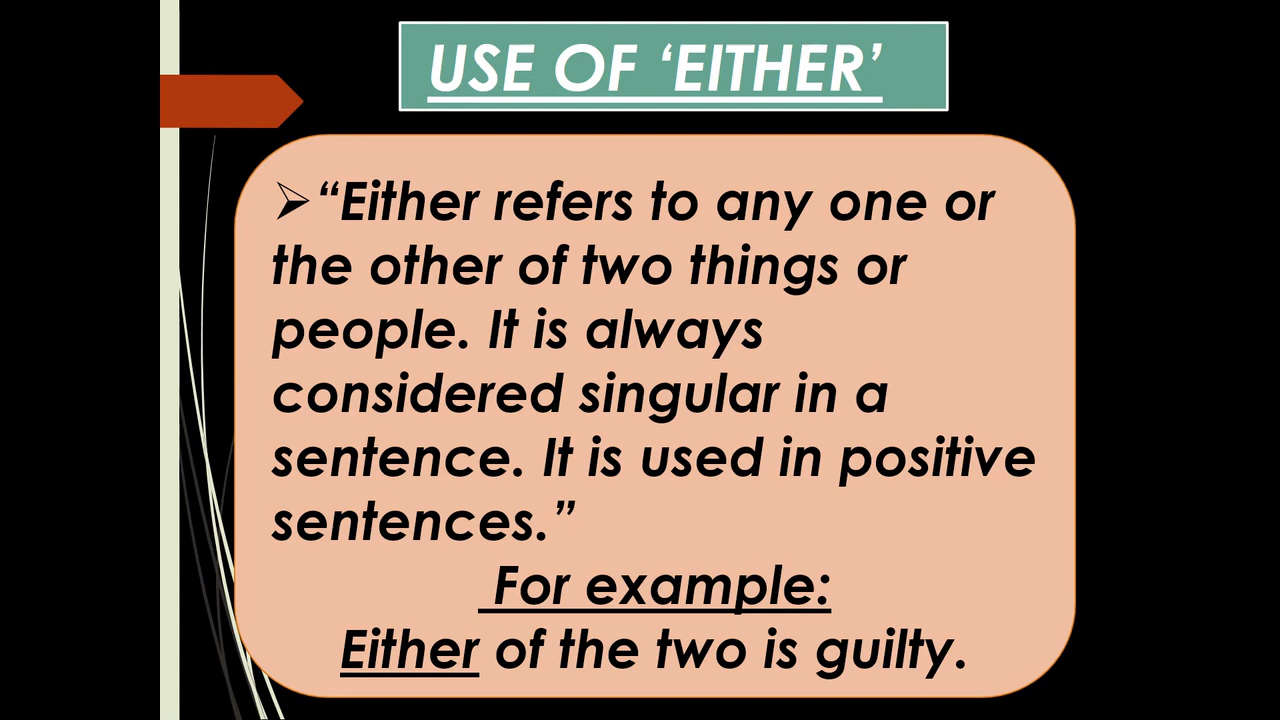 USE OF ‘EITHER’
➢“Either refers to any one or
the other of two things or
people. It is always
considered singular in a
sentence. It is used in positive
sentences.”
For example:
Either of the two is guilty.